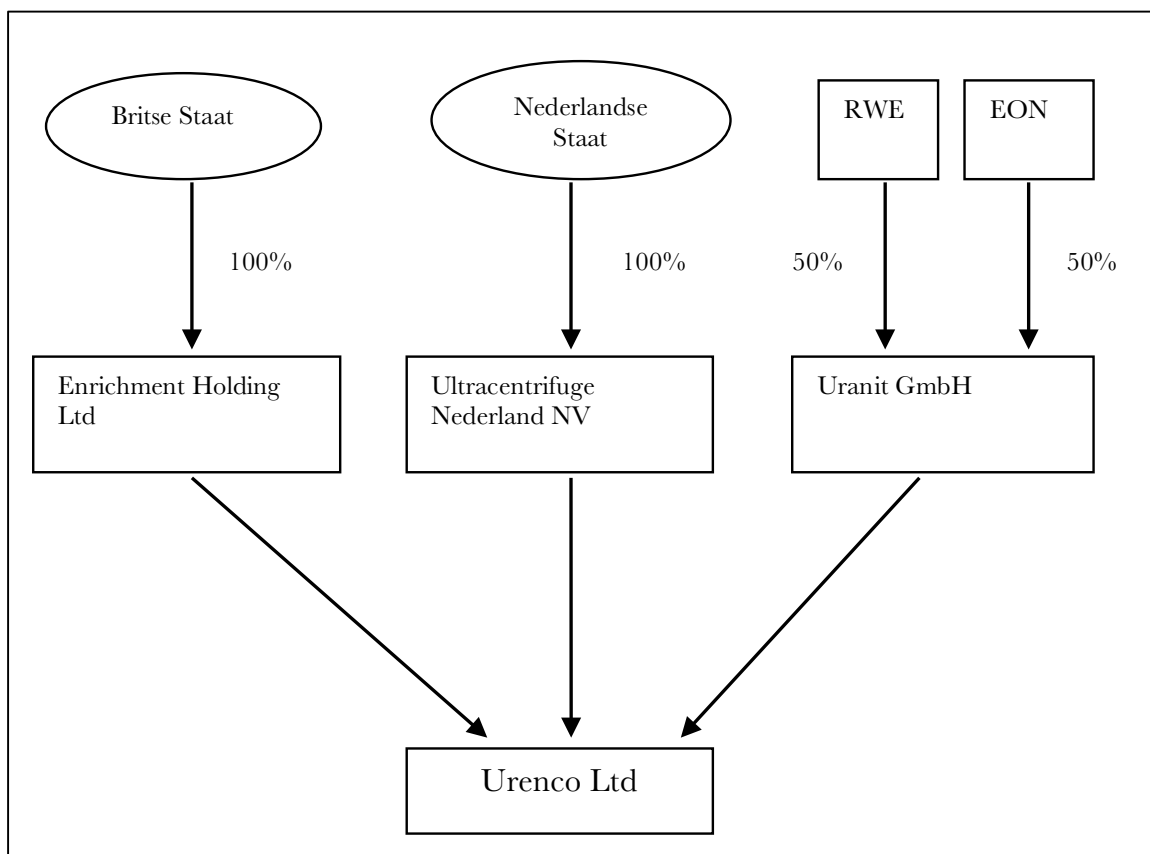 Britse Staat
Nederlandse
Staat
RWE
EON
100%
100%
50%
50%
Enrichment Holding
Ltd
Ultracentrifuge
Nederland NV
Uranit GmbH
Urenco Ltd